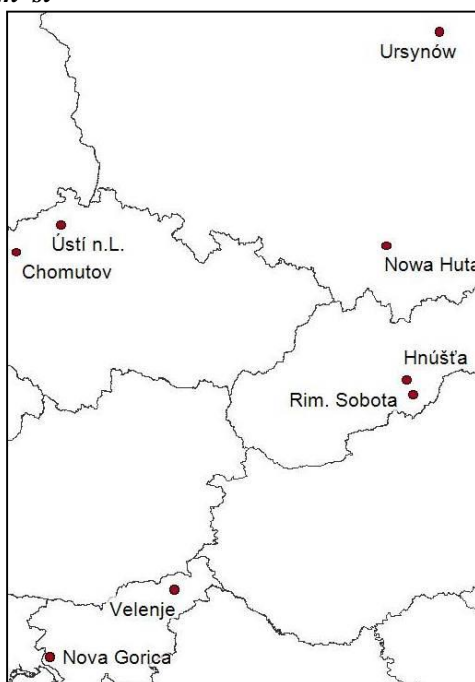 Ursynów
Ústí n.L.
Chomutov
Nowa Huta
Hnúšťa
Rim. Sobota
Velenje
Nova Gorica